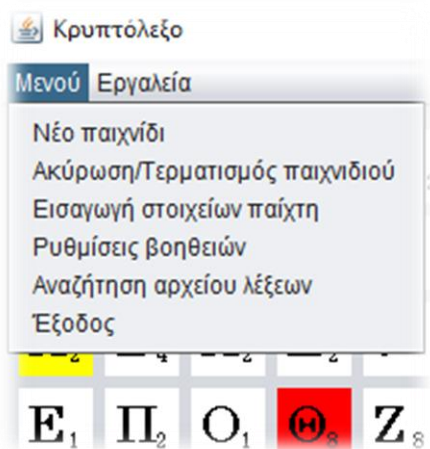 Κρυπτόλεξο
Μενού Εργαλεία
Νέο παιχνίδι
Ακύρωση/Τερματισμός παιχνιδιού
Εισαγωγή στοιχείων παίχτη
Ρυθμίσεις βοηθειών
Αναζήτηση αρχείου λέξεων
Έξοδος
Ε₁ Π₂ Ο₁ Θ₈ Ζ₈